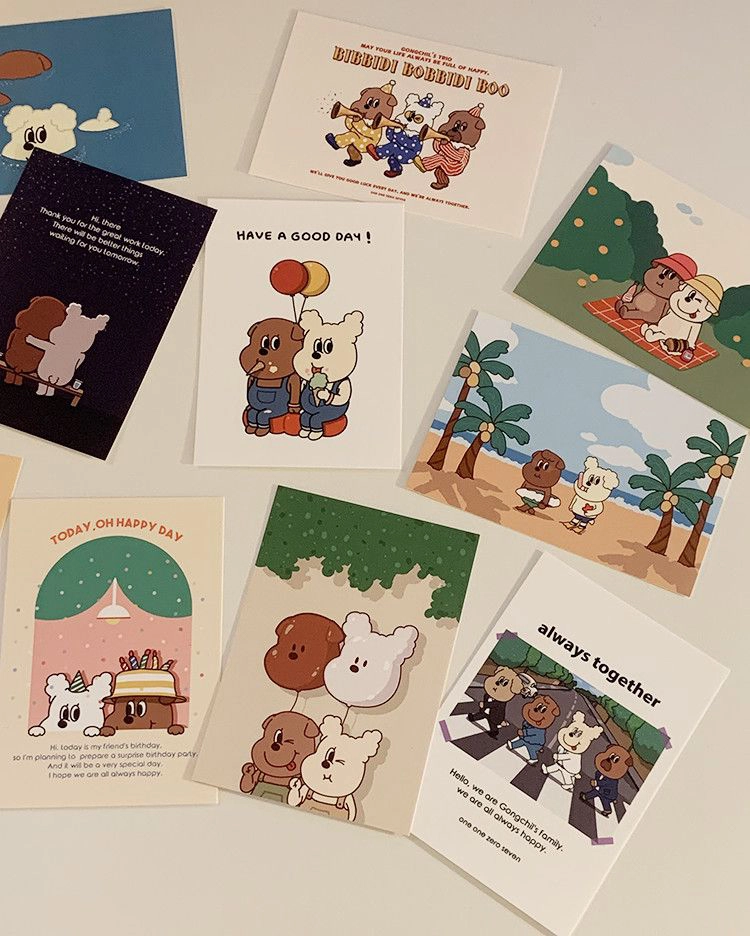 GONGCHIL'S TRIO
MAY YOUR LIFE ALWAYS BE FULL OF HAPPY.
BIBBIDI BOBBIDI BOO
WE'LL GIVE YOU GOOD LUCK EVERY DAY, AND WE'RE ALWAYS TOGETHER.
ONE ONE ZERO SEVEN
Hi, there
Thank you for the great work today.
There will be better things
waiting for you tomorrow.
HAVE A GOOD DAY!
TODAY, OH HAPPY DAY
Hi, today is my friend's birthday,
so I'm planning to prepare a surprise birthday party.
And it will be a very special day.
I hope we are all always happy.
always together
Hello, we are Gongchil's family.
we are all always happy.
one one zero seven